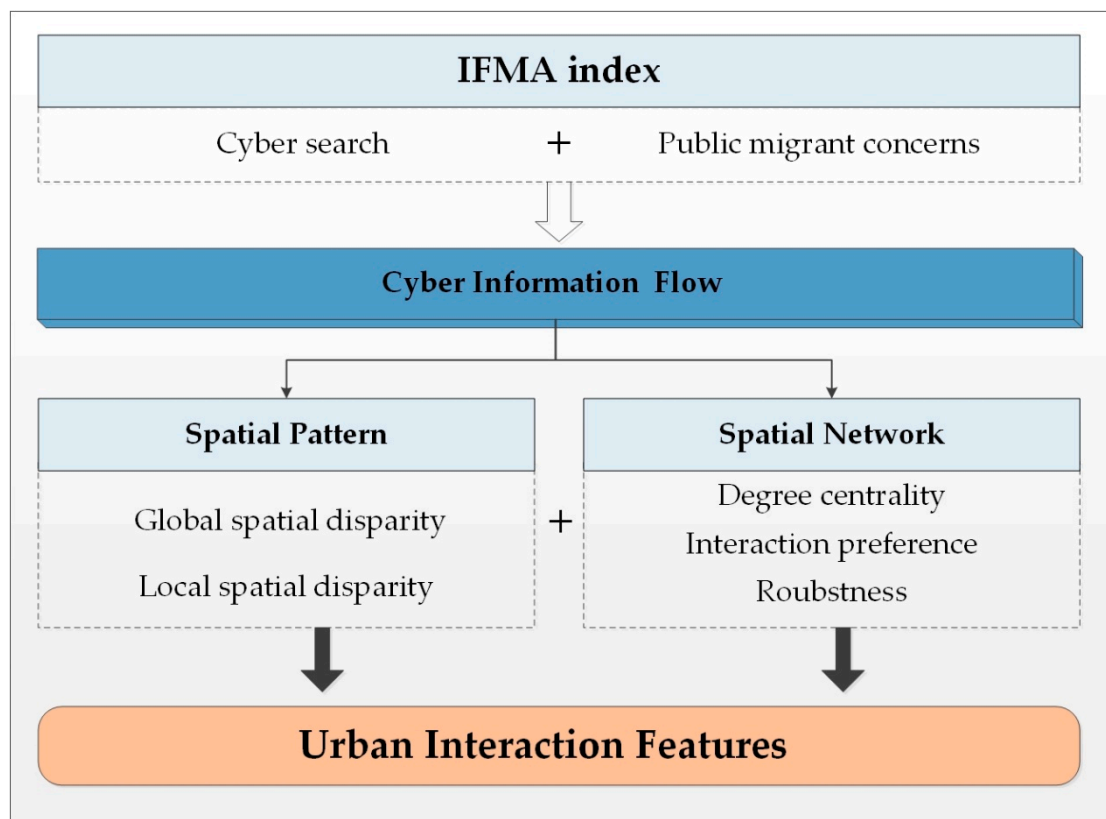 IFMA index
Cyber search + Public migrant concerns
Cyber Information Flow
Spatial Pattern
Global spatial disparity
Local spatial disparity
+
Spatial Network
Degree centrality
Interaction preference
Roubstness
Urban Interaction Features